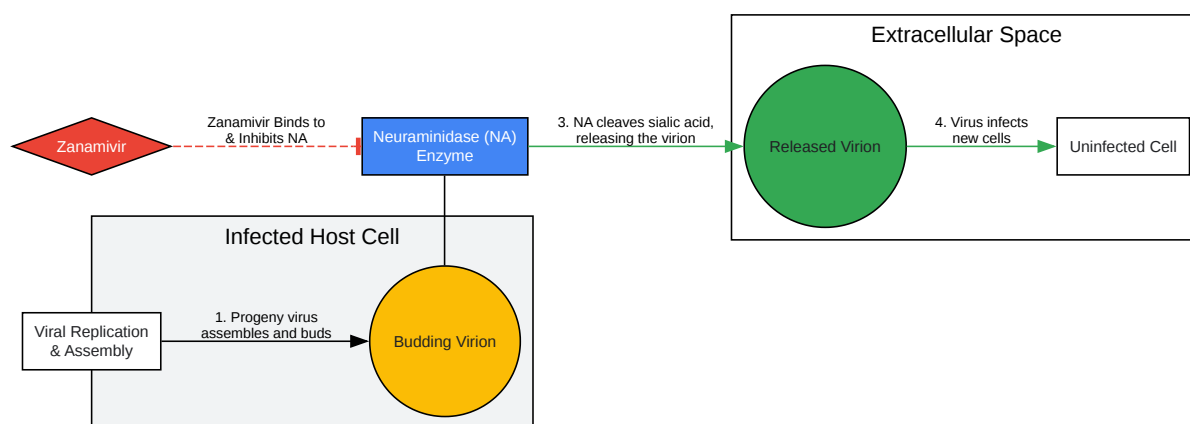 Extracellular Space
Zanamivir
Zanamivir Binds to
& Inhibits NA
Neuraminidase (NA)
Enzyme
3. NA cleaves sialic acid,
releasing the virion
Released Virion
4. Virus infects
new cells
Uninfected Cell
Infected Host Cell
Viral Replication
& Assembly
1. Progeny virus
assembles and buds
Budding Virion